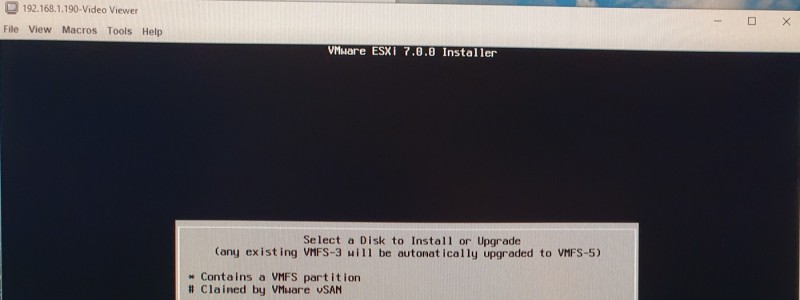 192.168.1.190-Video Viewer
File View Macros Tools Help
VMware ESXi 7.0.0 Installer
Select a Disk to Install or Upgrade
(any existing VMFS-3 will be automatically upgraded to VMFS-5)
* Contains a VMFS partition
# Claimed by VMware vSAN